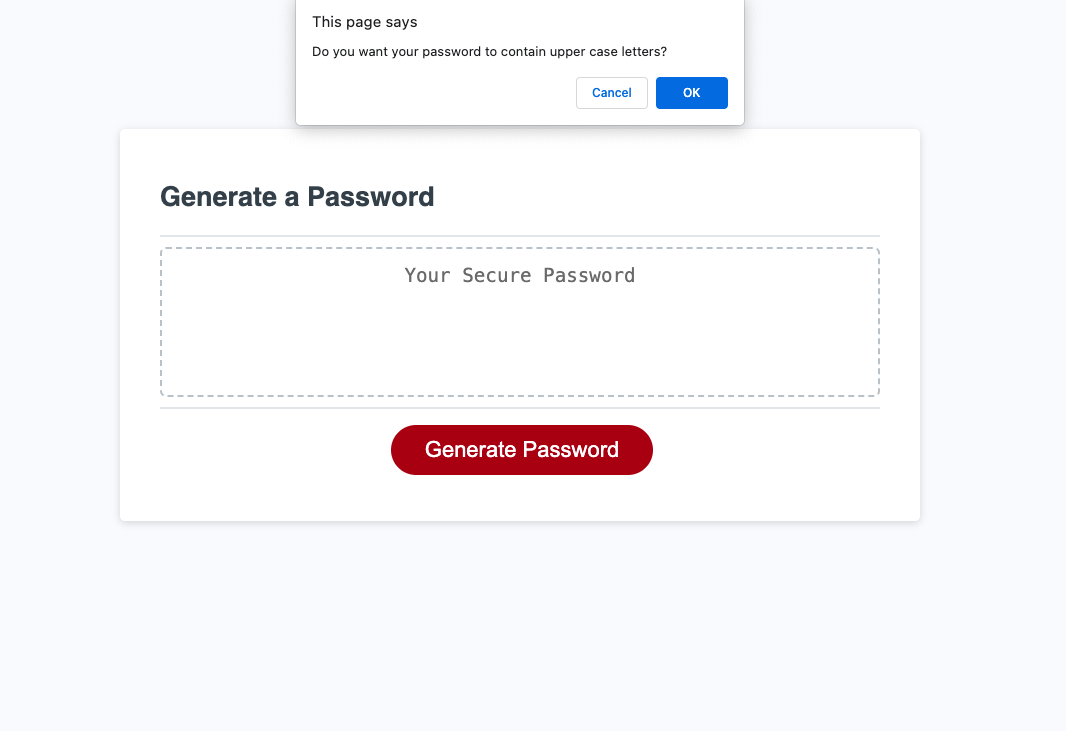 This page says
Do you want your password to contain upper case letters?
Cancel OK
Generate a Password
Your Secure Password
Generate Password